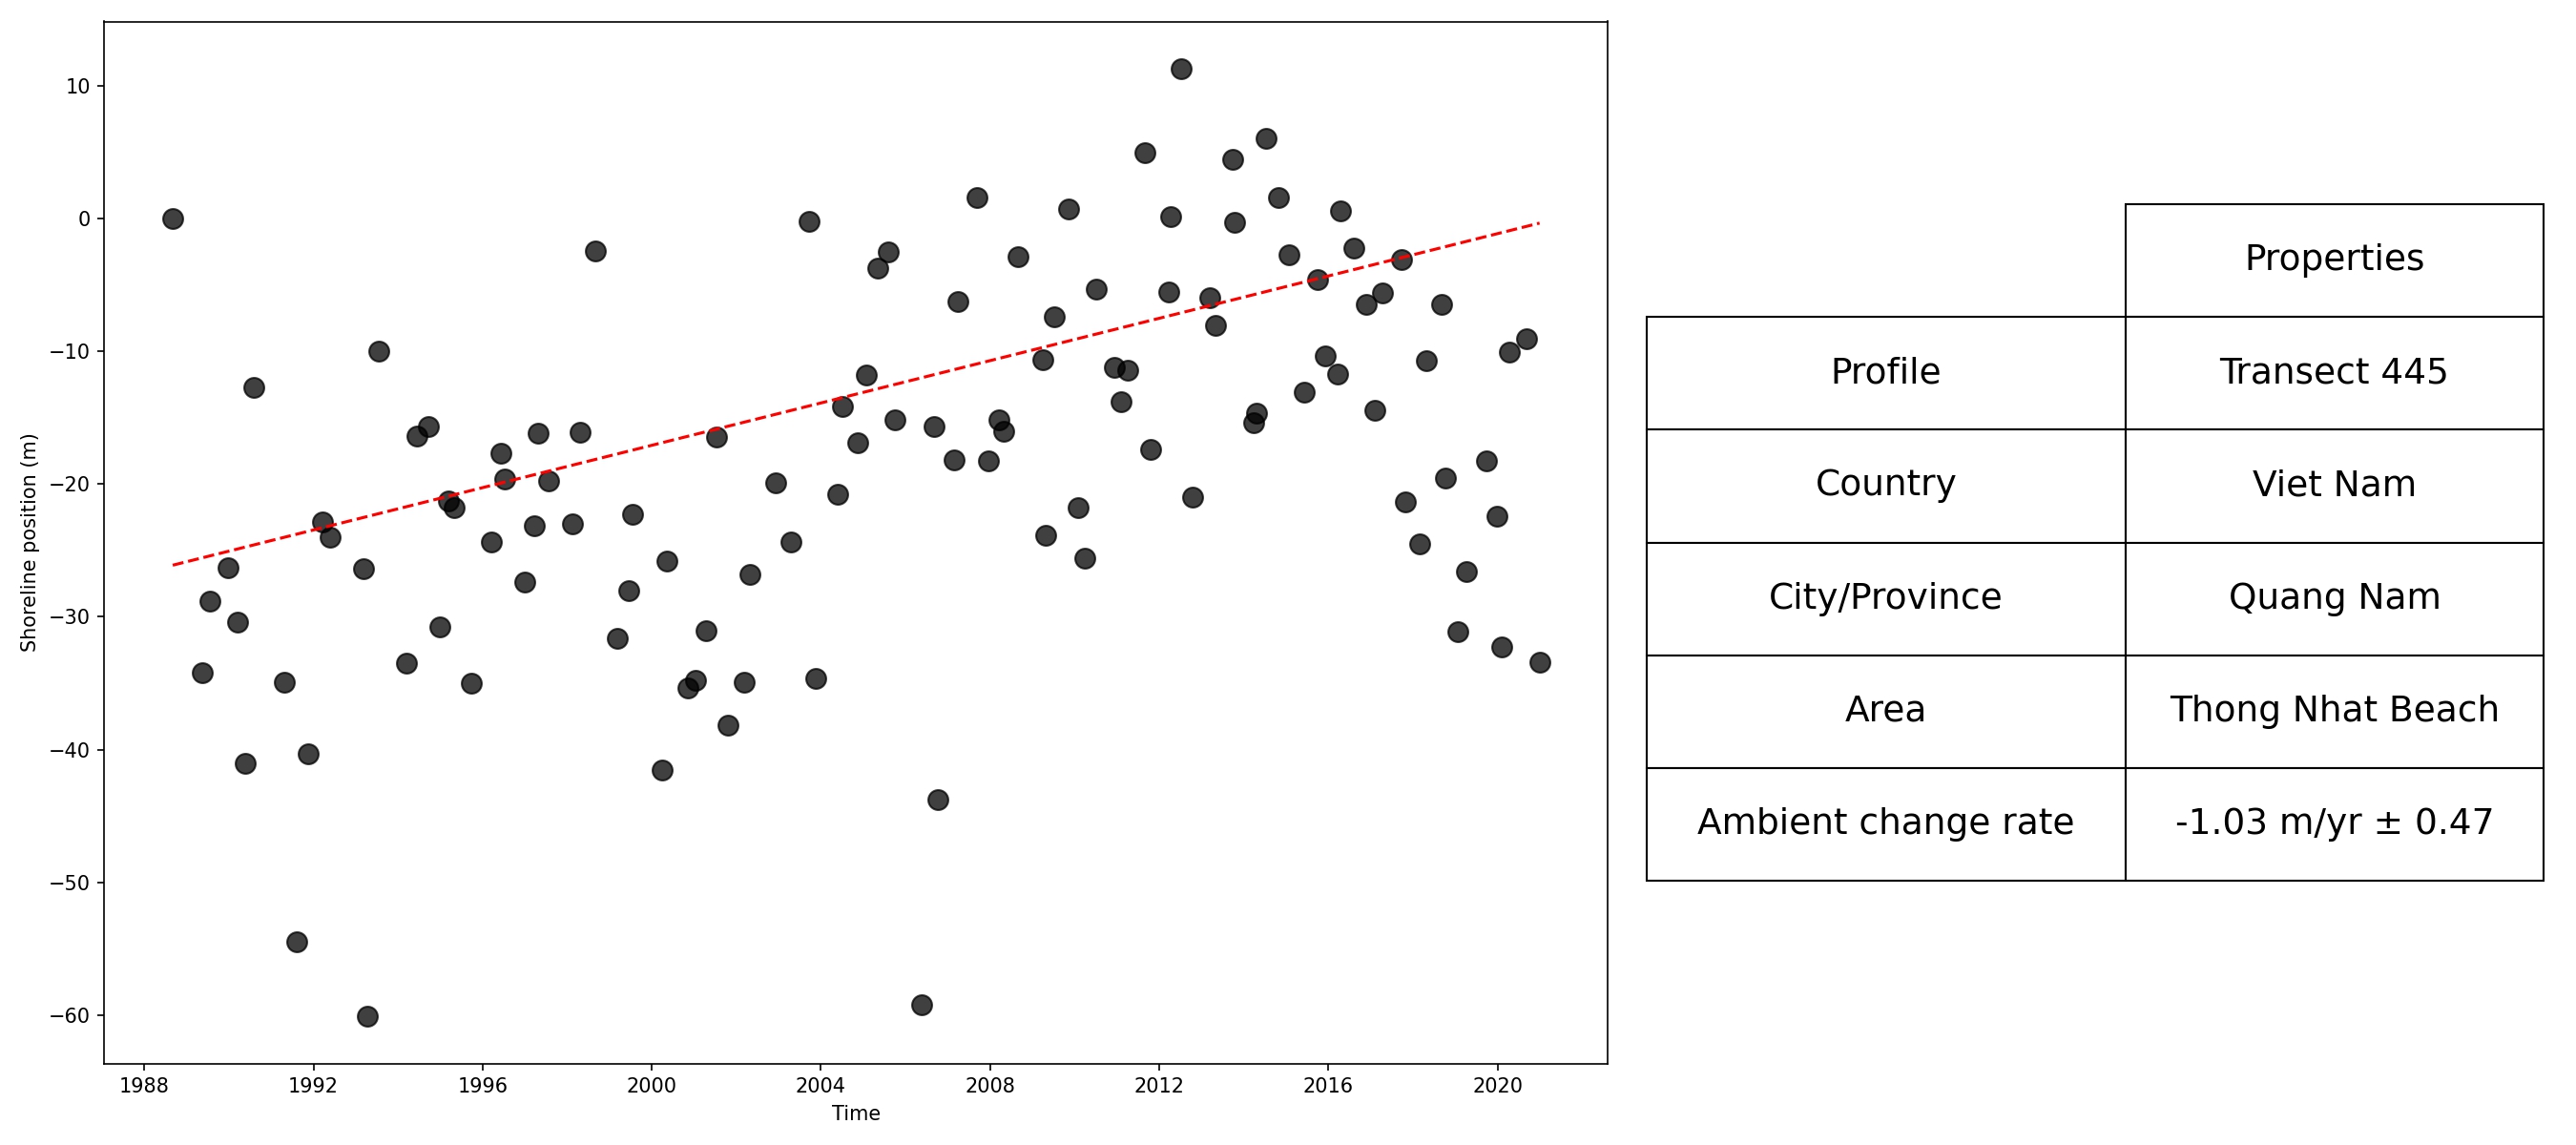 10
0
−10
−20
−30
−40
−50
−60
Shoreline position (m)
1988 1992 1996 2000 2004 2008 2012 2016 2020
Time
Properties
Profile Transect 445
Country Viet Nam
City/Province Quang Nam
Area Thong Nhat Beach
Ambient change rate -1.03 m/yr ± 0.47